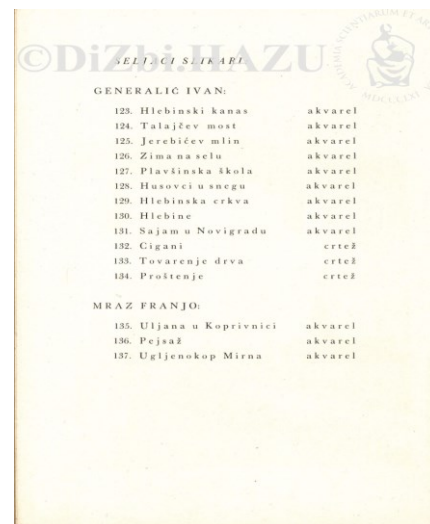 ©DiZbi.HAZU
SELJACI SLIKARI
GENERALIĆ IVAN:
123. Hlebinski kanas akvarel
124. Talajčev most akvarel
125. Jerebićev mlin akvarel
126. Zima na selu akvarel
127. Plavšinska škola akvarel
128. Husovci u snegu akvarel
129. Hlebinska crkva akvarel
130. Hlebine akvarel
131. Sajam u Novigradu akvarel
132. Cigani crtež
133. Tovarenje drva crtež
134. Proštenje crtež
MRAZ FRANJO:
135. Uljana u Koprivnici akvarel
136. Pejsaž akvarel
137. Ugljenokop Mirna akvarel